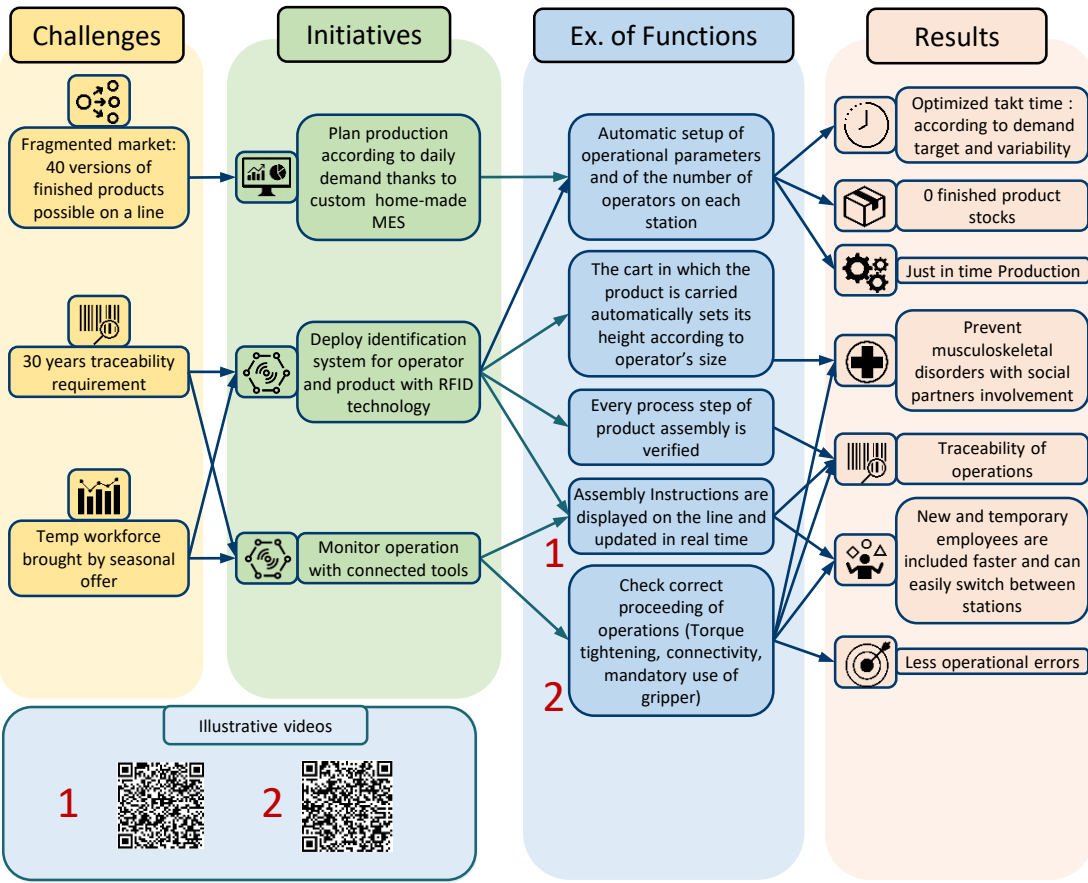 Challenges
Fragmented market:
40 versions of
finished products
possible on a line
30 years traceability
requirement
Temp workforce
brought by seasonal
offer
Initiatives
Plan production
according to daily
demand thanks to
custom home-made
MES
Deploy identification
system for operator
and product with RFID
technology
Monitor operation
with connected tools
Ex. of Functions
Automatic setup of
operational parameters
and of the number of
operators on each
station
The cart in which the
product is carried
automatically sets its
height according to
operator's size
Every process step of
product assembly is
verified
Assembly Instructions are
displayed on the line and
updated in real time
1
Check correct
proceeding of
operations (Torque
tightening, connectivity,
mandatory use of
gripper)
2
Results
Optimized takt time :
according to demand
target and variability
0 finished product
stocks
Just in time Production
Prevent
musculoskeletal
disorders with social
partners involvement
Traceability of
operations
New and temporary
employees are
included faster and can
easily switch between
stations
Less operational errors
Illustrative videos
1
2